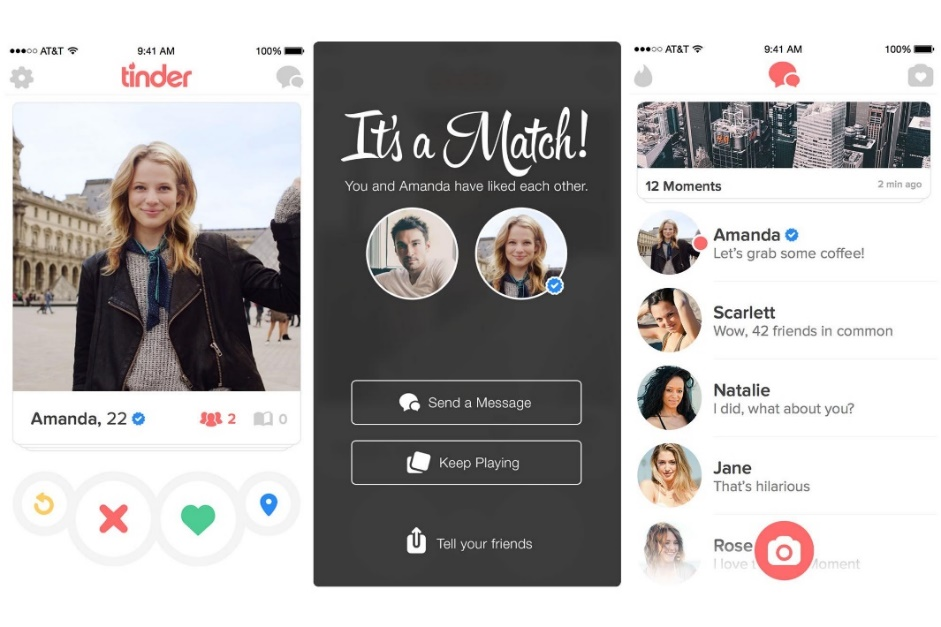 AT&T
9:41 AM
100%
tinder
Amanda, 22
2
0
It's a Match!
You and Amanda have liked each other.
Send a Message
Keep Playing
Tell your friends
AT&T
9:41 AM
100%
12 Moments
2 min ago
Amanda
Let's grab some coffee!
Scarlett
Wow, 42 friends in common
Natalie
I did, what about you?
Jane
That's hilarious
Rose
I love Moment